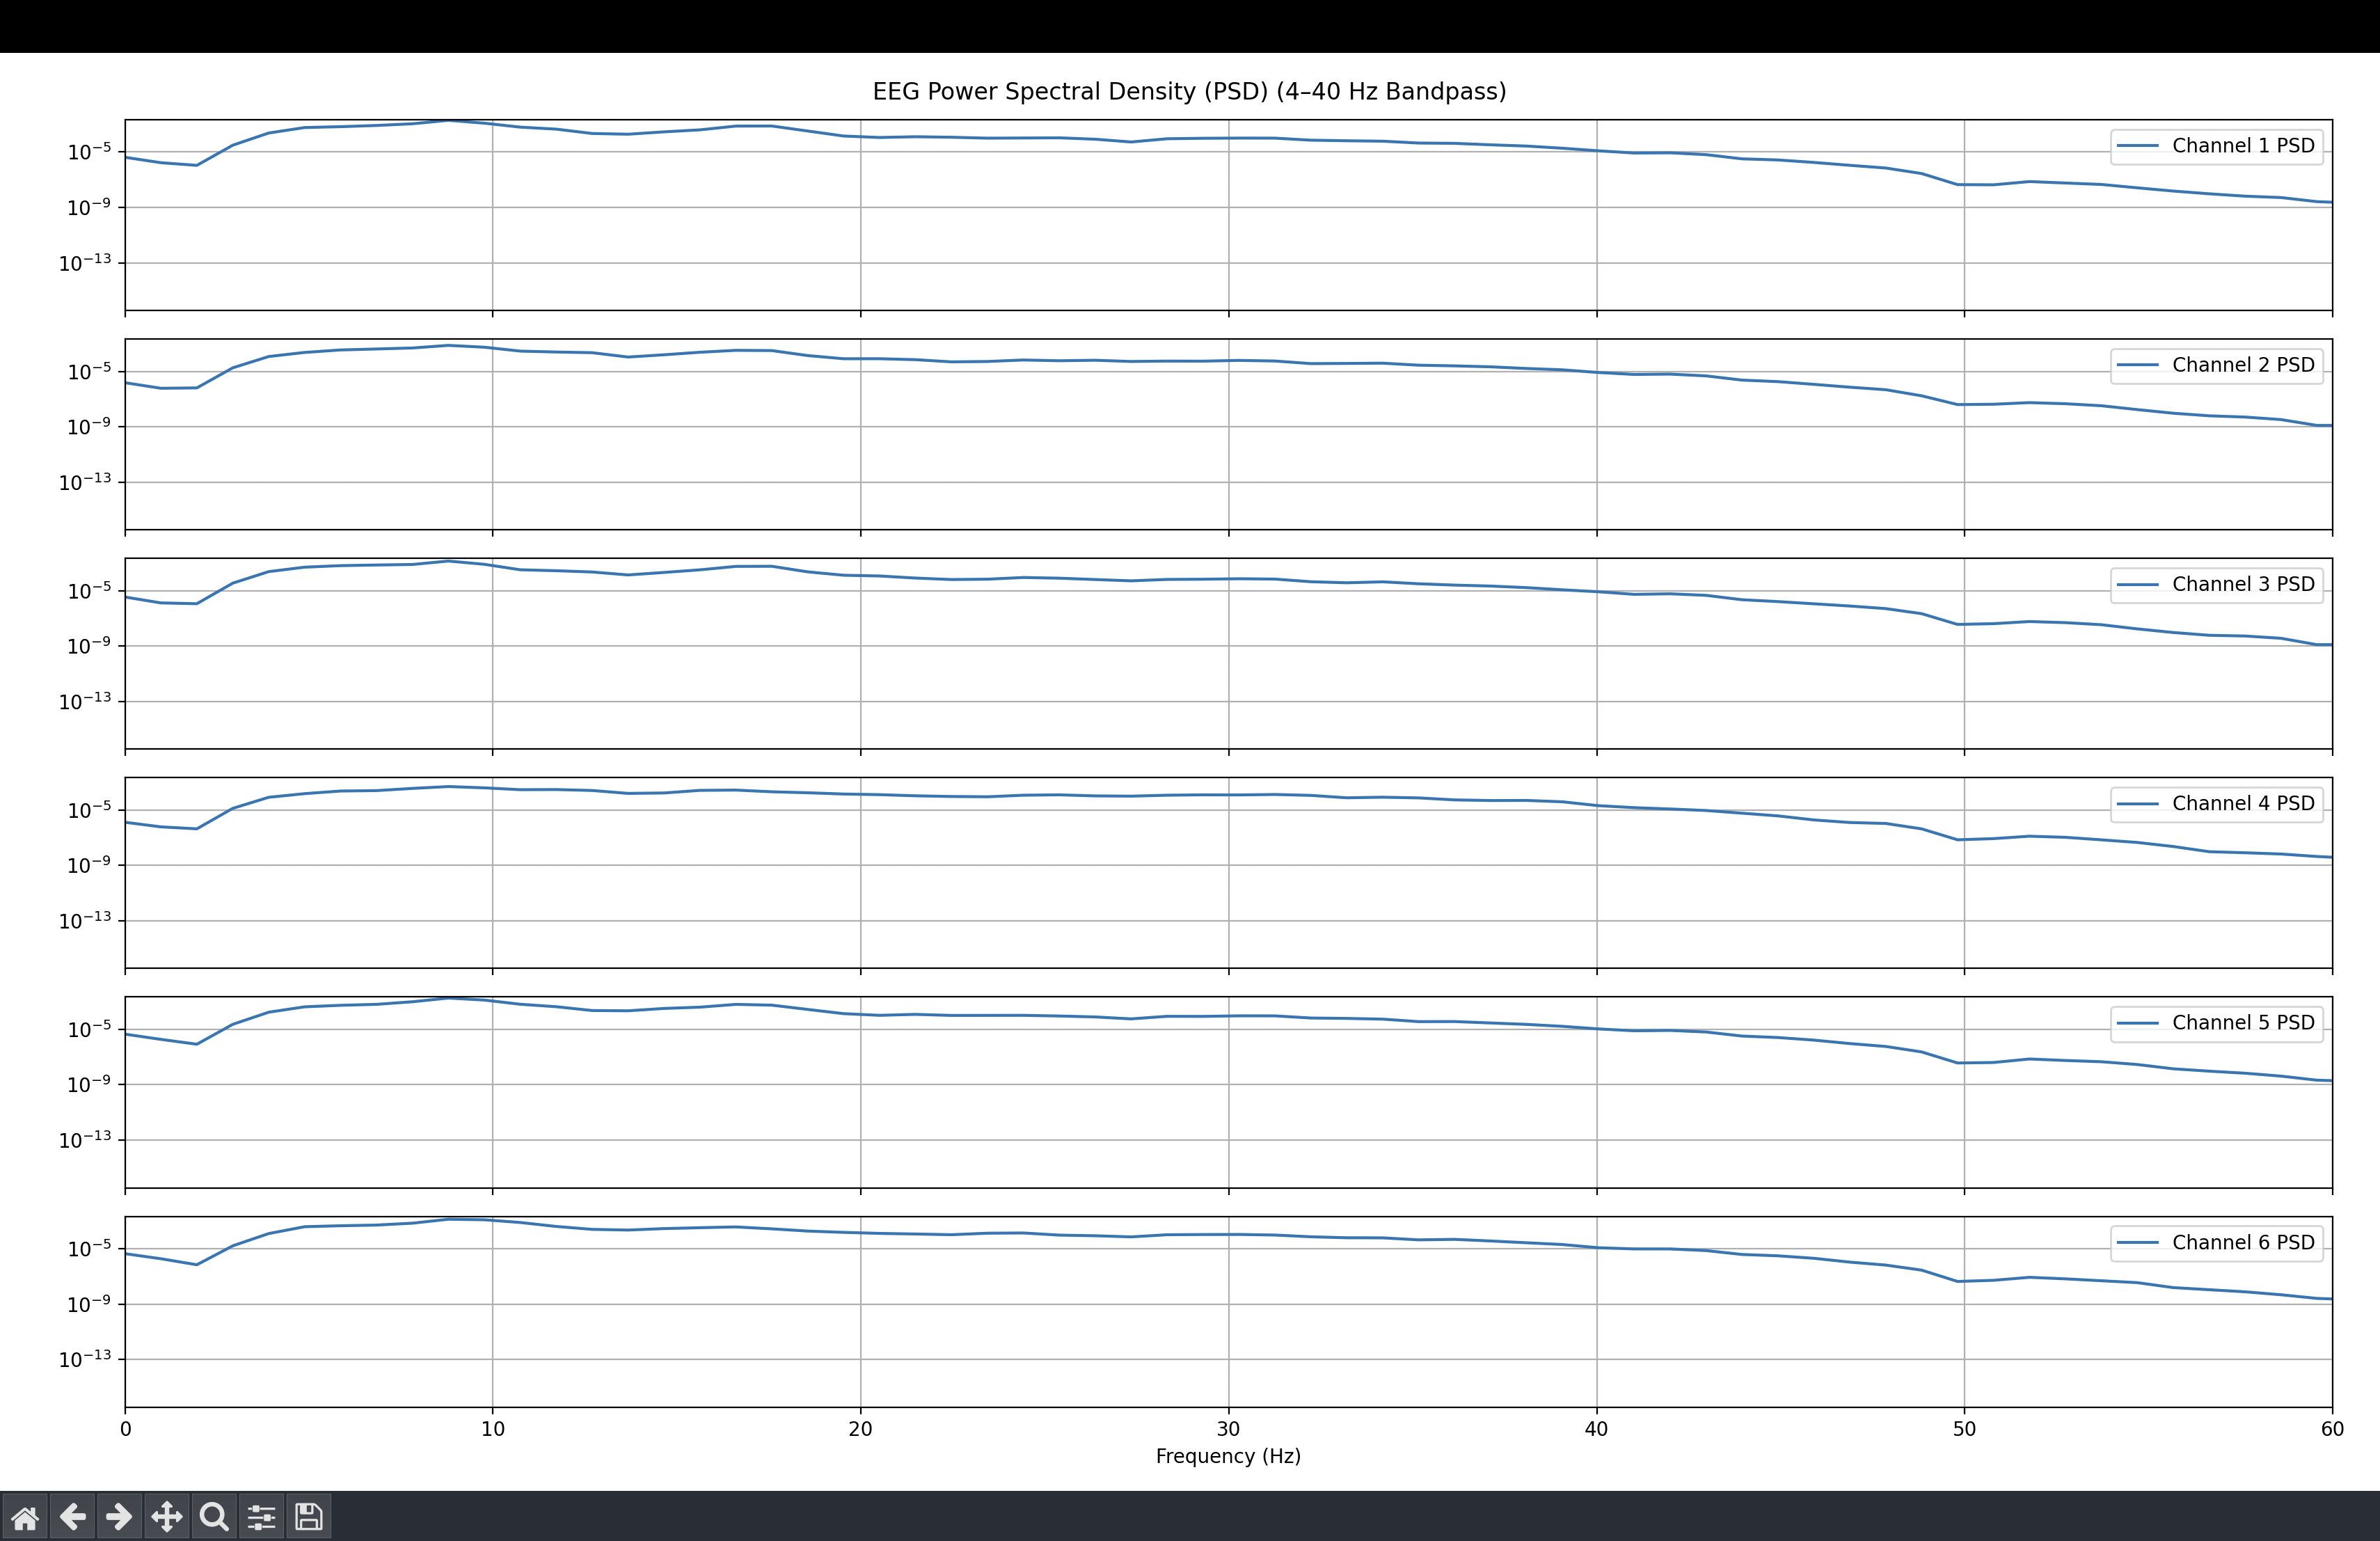 EEG Power Spectral Density (PSD) (4–40 Hz Bandpass)
10⁻⁵
10⁻⁹
10⁻¹³
Channel 1 PSD
10⁻⁵
10⁻⁹
10⁻¹³
Channel 2 PSD
10⁻⁵
10⁻⁹
10⁻¹³
Channel 3 PSD
10⁻⁵
10⁻⁹
10⁻¹³
Channel 4 PSD
10⁻⁵
10⁻⁹
10⁻¹³
Channel 5 PSD
10⁻⁵
10⁻⁹
10⁻¹³
Channel 6 PSD
0 10 20 30 40 50 60
Frequency (Hz)